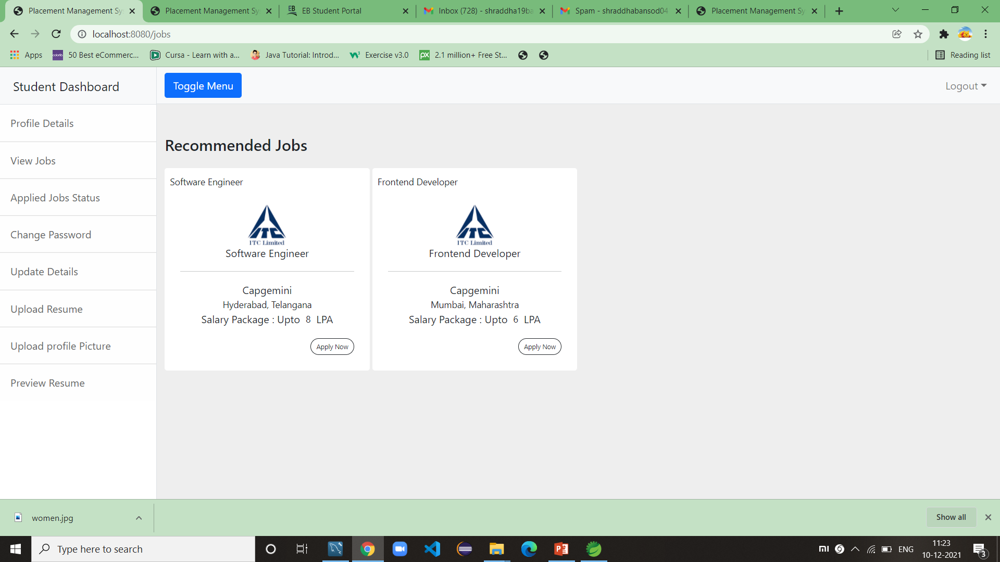 Placement Management Sy
Placement Management Sy
EB Student Portal
Inbox (728) - shraddha19ba
Spam - shraddhabansod04
Placement Management Sy
localhost:8080/jobs
Apps
50 Best eCommerc...
Cursa - Learn with a...
Java Tutorial: Introd...
Exercise v3.0
2.1 million+ Free St...
Reading list
Student Dashboard
Toggle Menu
Logout
Profile Details
View Jobs
Applied Jobs Status
Change Password
Update Details
Upload Resume
Upload profile Picture
Preview Resume
Recommended Jobs
Software Engineer
ITC Limited
Software Engineer
Capgemini
Hyderabad, Telangana
Salary Package : Upto 8 LPA
Apply Now
Frontend Developer
ITC Limited
Frontend Developer
Capgemini
Mumbai, Maharashtra
Salary Package : Upto 6 LPA
Apply Now
women.jpg
Show all
Type here to search
ENG
11:23
10-12-2021
3